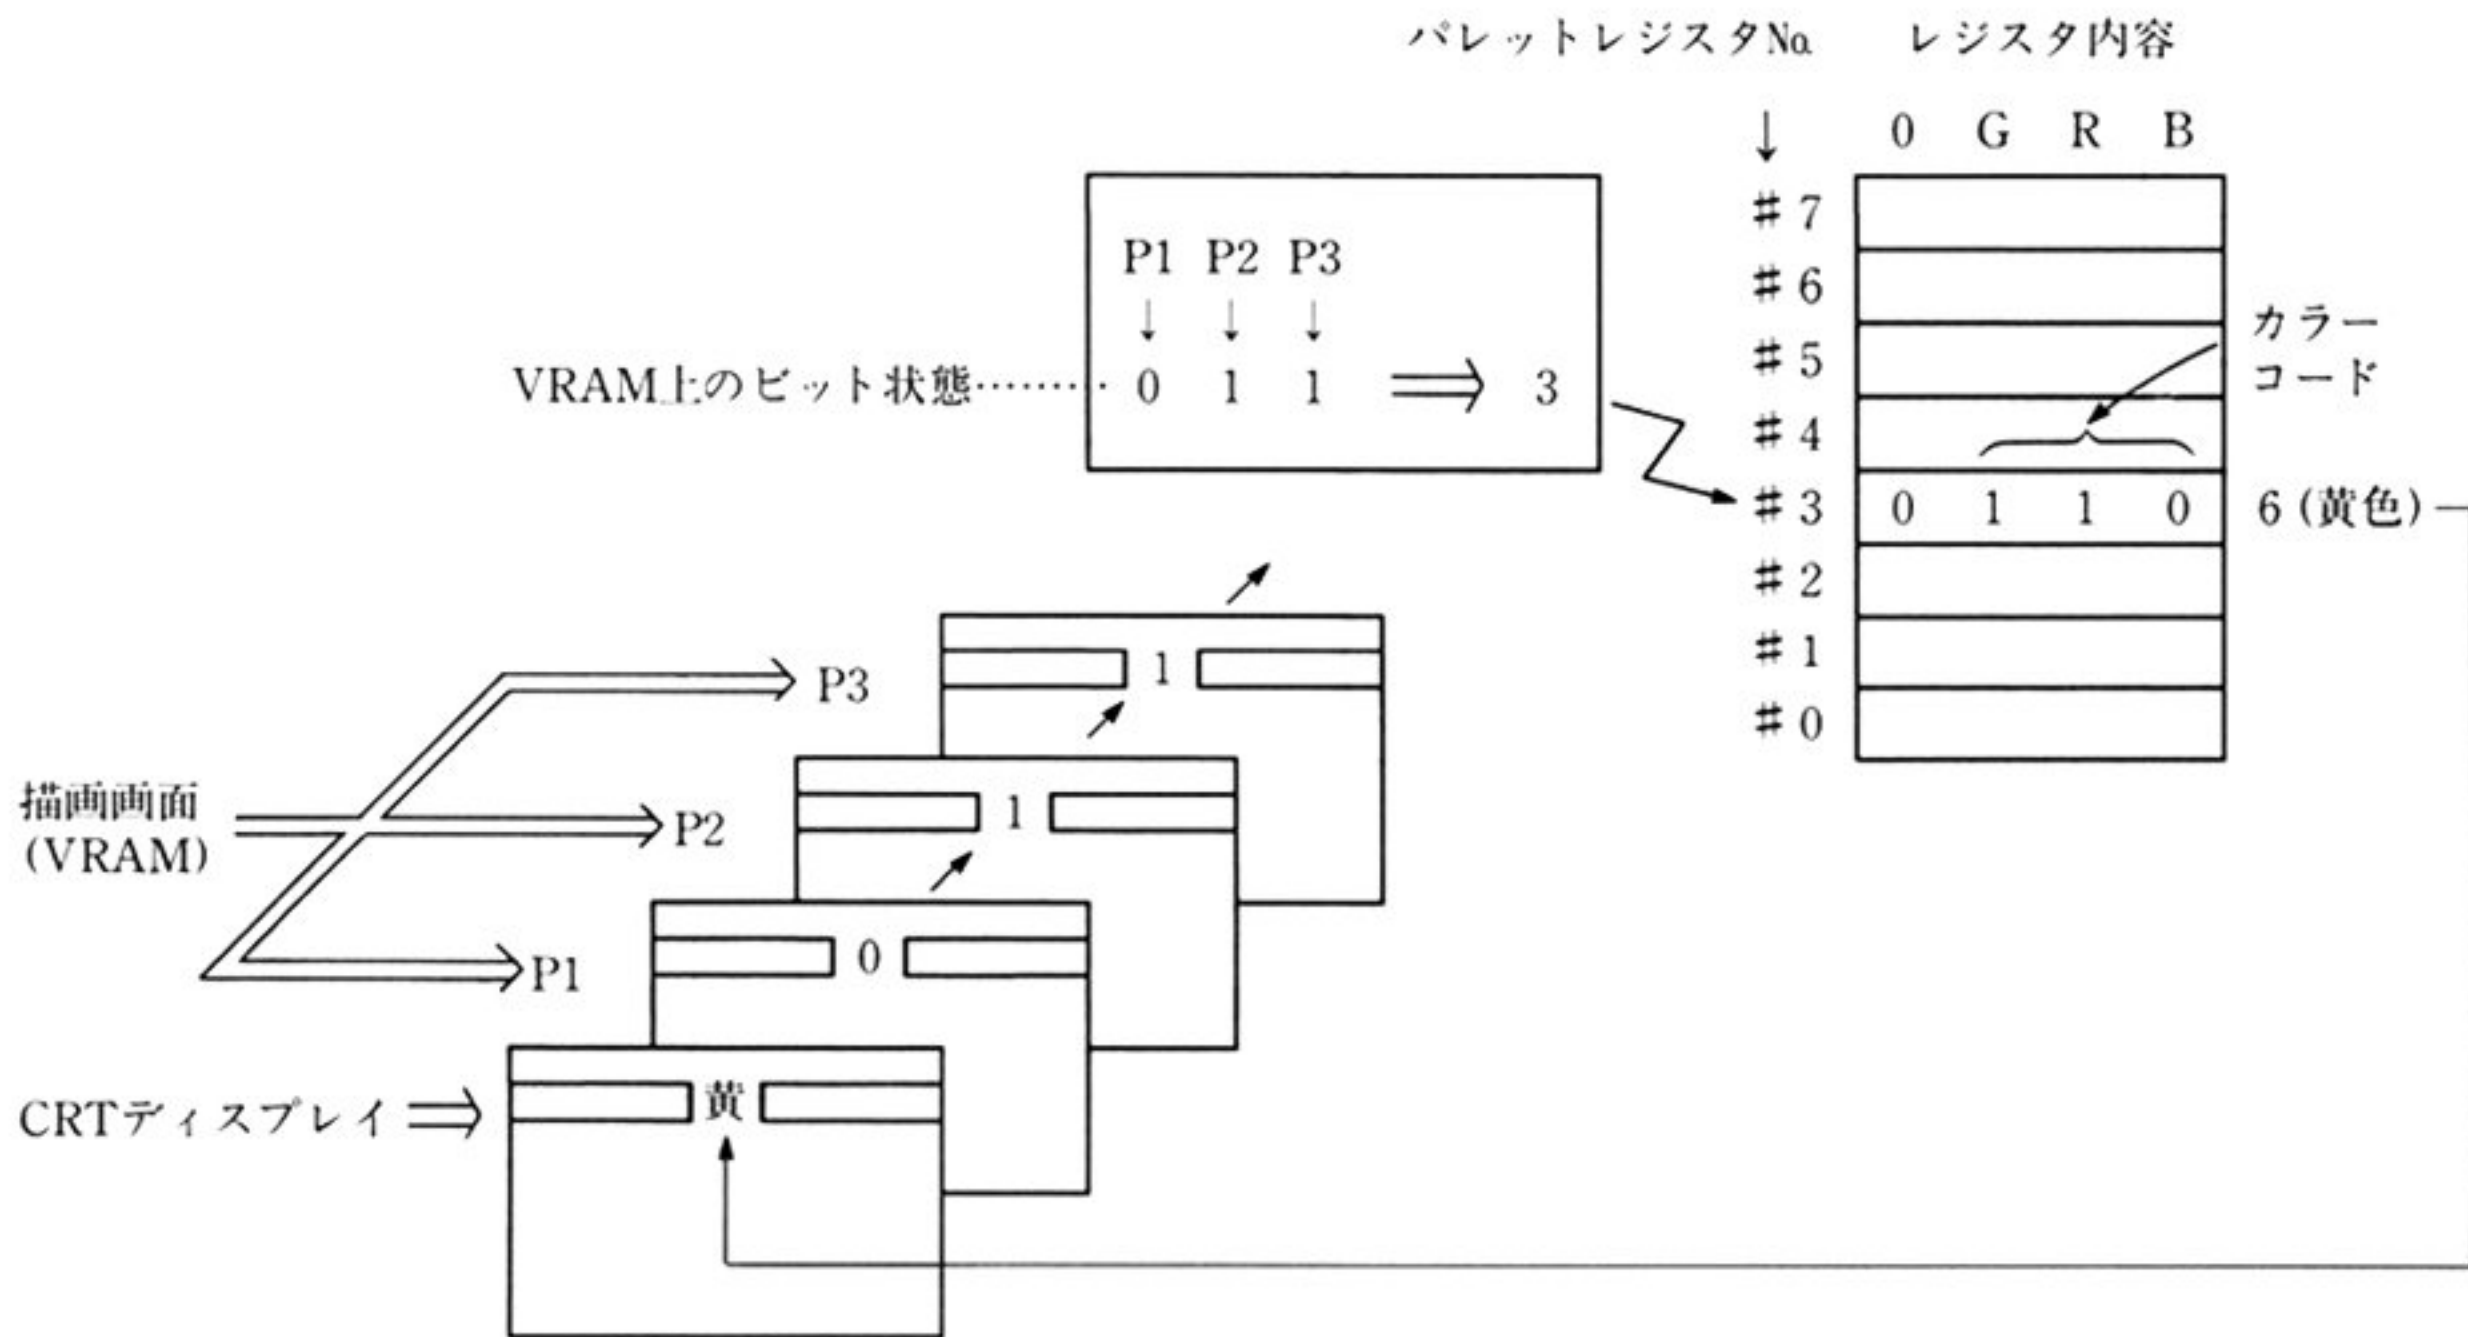 パレットレジスタNo. レジスタ内容
↓ 0 G R B
#7
P1 P2 P3
↓ ↓ ↓
#6
カラー
コード
#5
VRAM上のビット状態……… 0 1 1 ⇒ 3
#4
#3 0 1 1 0 6 (黄色)
#2
#1
#0
P3 1
描画画面
(VRAM)
P2 1
P1 0
CRTディスプレイ ⇒ 黄